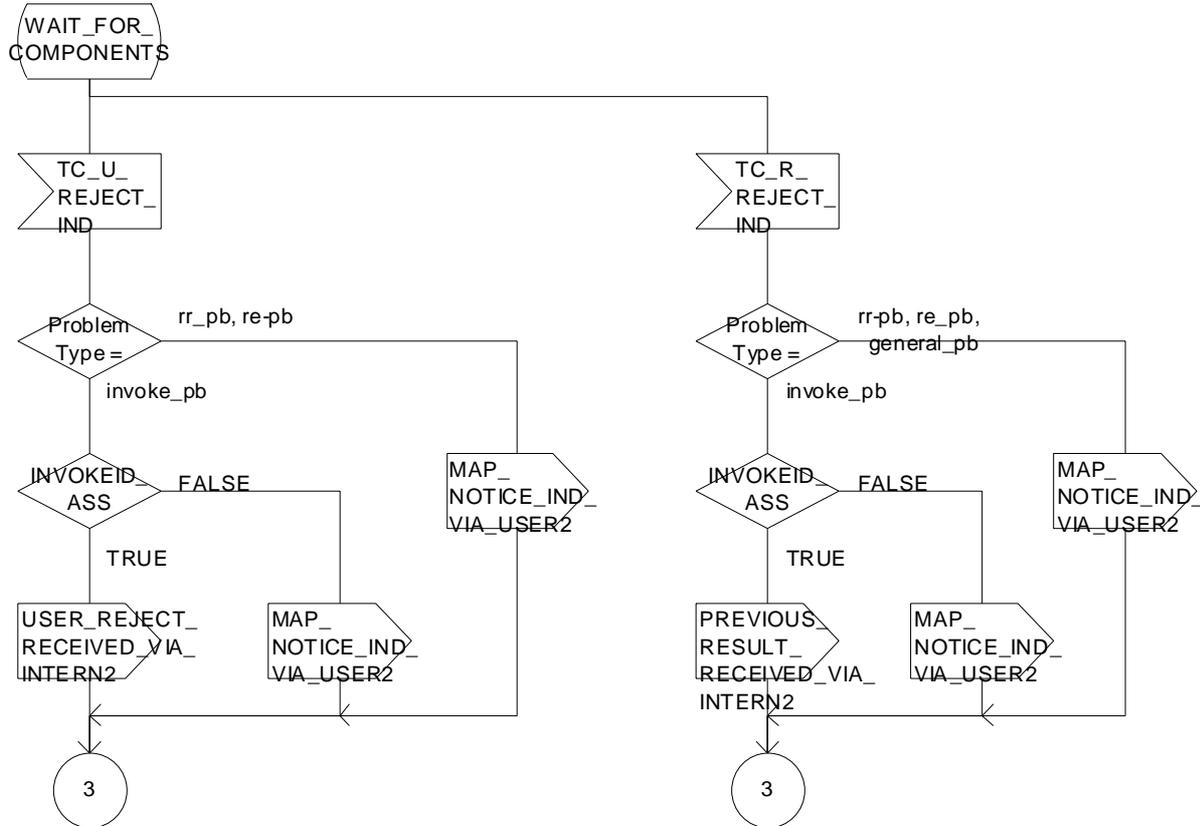 WAIT_FOR_
COMPONENTS
TC_U_
REJECT_
IND
TC_R_
REJECT_
IND
Problem
Type =
rr_pb, re-pb
invoke_pb
Problem
Type =
rr-pb, re_pb,
general_pb
invoke_pb
INVOKEID_
ASS
FALSE
TRUE
MAP_
NOTICE_IND_
VIA_USER2
INVOKEID_
ASS
FALSE
TRUE
MAP_
NOTICE_IND_
VIA_USER2
USER_REJECT_
RECEIVED_VIA_
INTERN2
MAP_
NOTICE_IND_
VIA_USER2
PREVIOUS_
RESULT_
RECEIVED_VIA_
INTERN2
MAP_
NOTICE_IND_
VIA_USER2
3
3